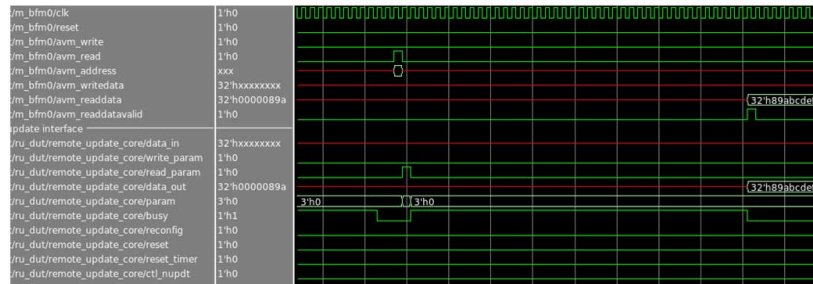 :/m_bfm0/clk 1'h0
:/m_bfm0/reset 1'h0
:/m_bfm0/avm_write 1'h0
:/m_bfm0/avm_read 1'h0
:/m_bfm0/avm_address xxx
:/m_bfm0/avm_writedata 32'hxxxxxxxx
:/m_bfm0/avm_readdata 32'h0000089a 32'h89abcdef
:/m_bfm0/avm_readdatavalid 1'h0
update interface
:/ru_dut/remote_update_core/data_in 32'hxxxxxxxx
:/ru_dut/remote_update_core/write_param 1'h0
:/ru_dut/remote_update_core/read_param 1'h0
:/ru_dut/remote_update_core/data_out 32'h0000089a 32'h89abcdef
:/ru_dut/remote_update_core/param 3'h0 3'h0 3'h0
:/ru_dut/remote_update_core/busy 1'h1
:/ru_dut/remote_update_core/reconfig 1'h0
:/ru_dut/remote_update_core/reset 1'h0
:/ru_dut/remote_update_core/reset_timer 1'h0
:/ru_dut/remote_update_core/ctl_nupdt 1'h0